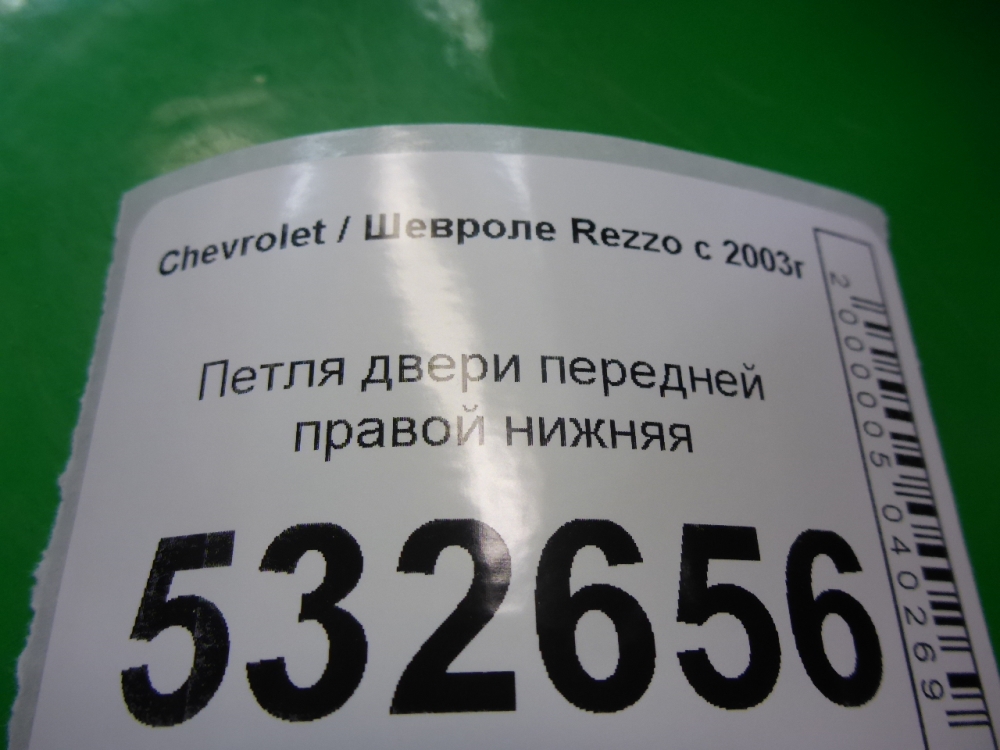 Chevrolet / Шевроле Rezzo с 2003г
Петля двери передней
правой нижняя
532656
2000005040269